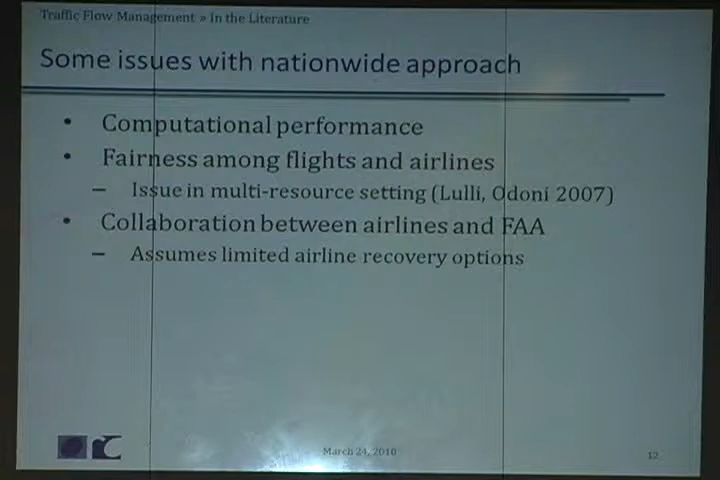 Traffic Flow Management » In the Literature
Some issues with nationwide approach
• Computational performance
• Fairness among flights and airlines
– Issue in multi-resource setting (Lulli, Odoni 2007)
• Collaboration between airlines and FAA
– Assumes limited airline recovery options
March 24, 2010
12